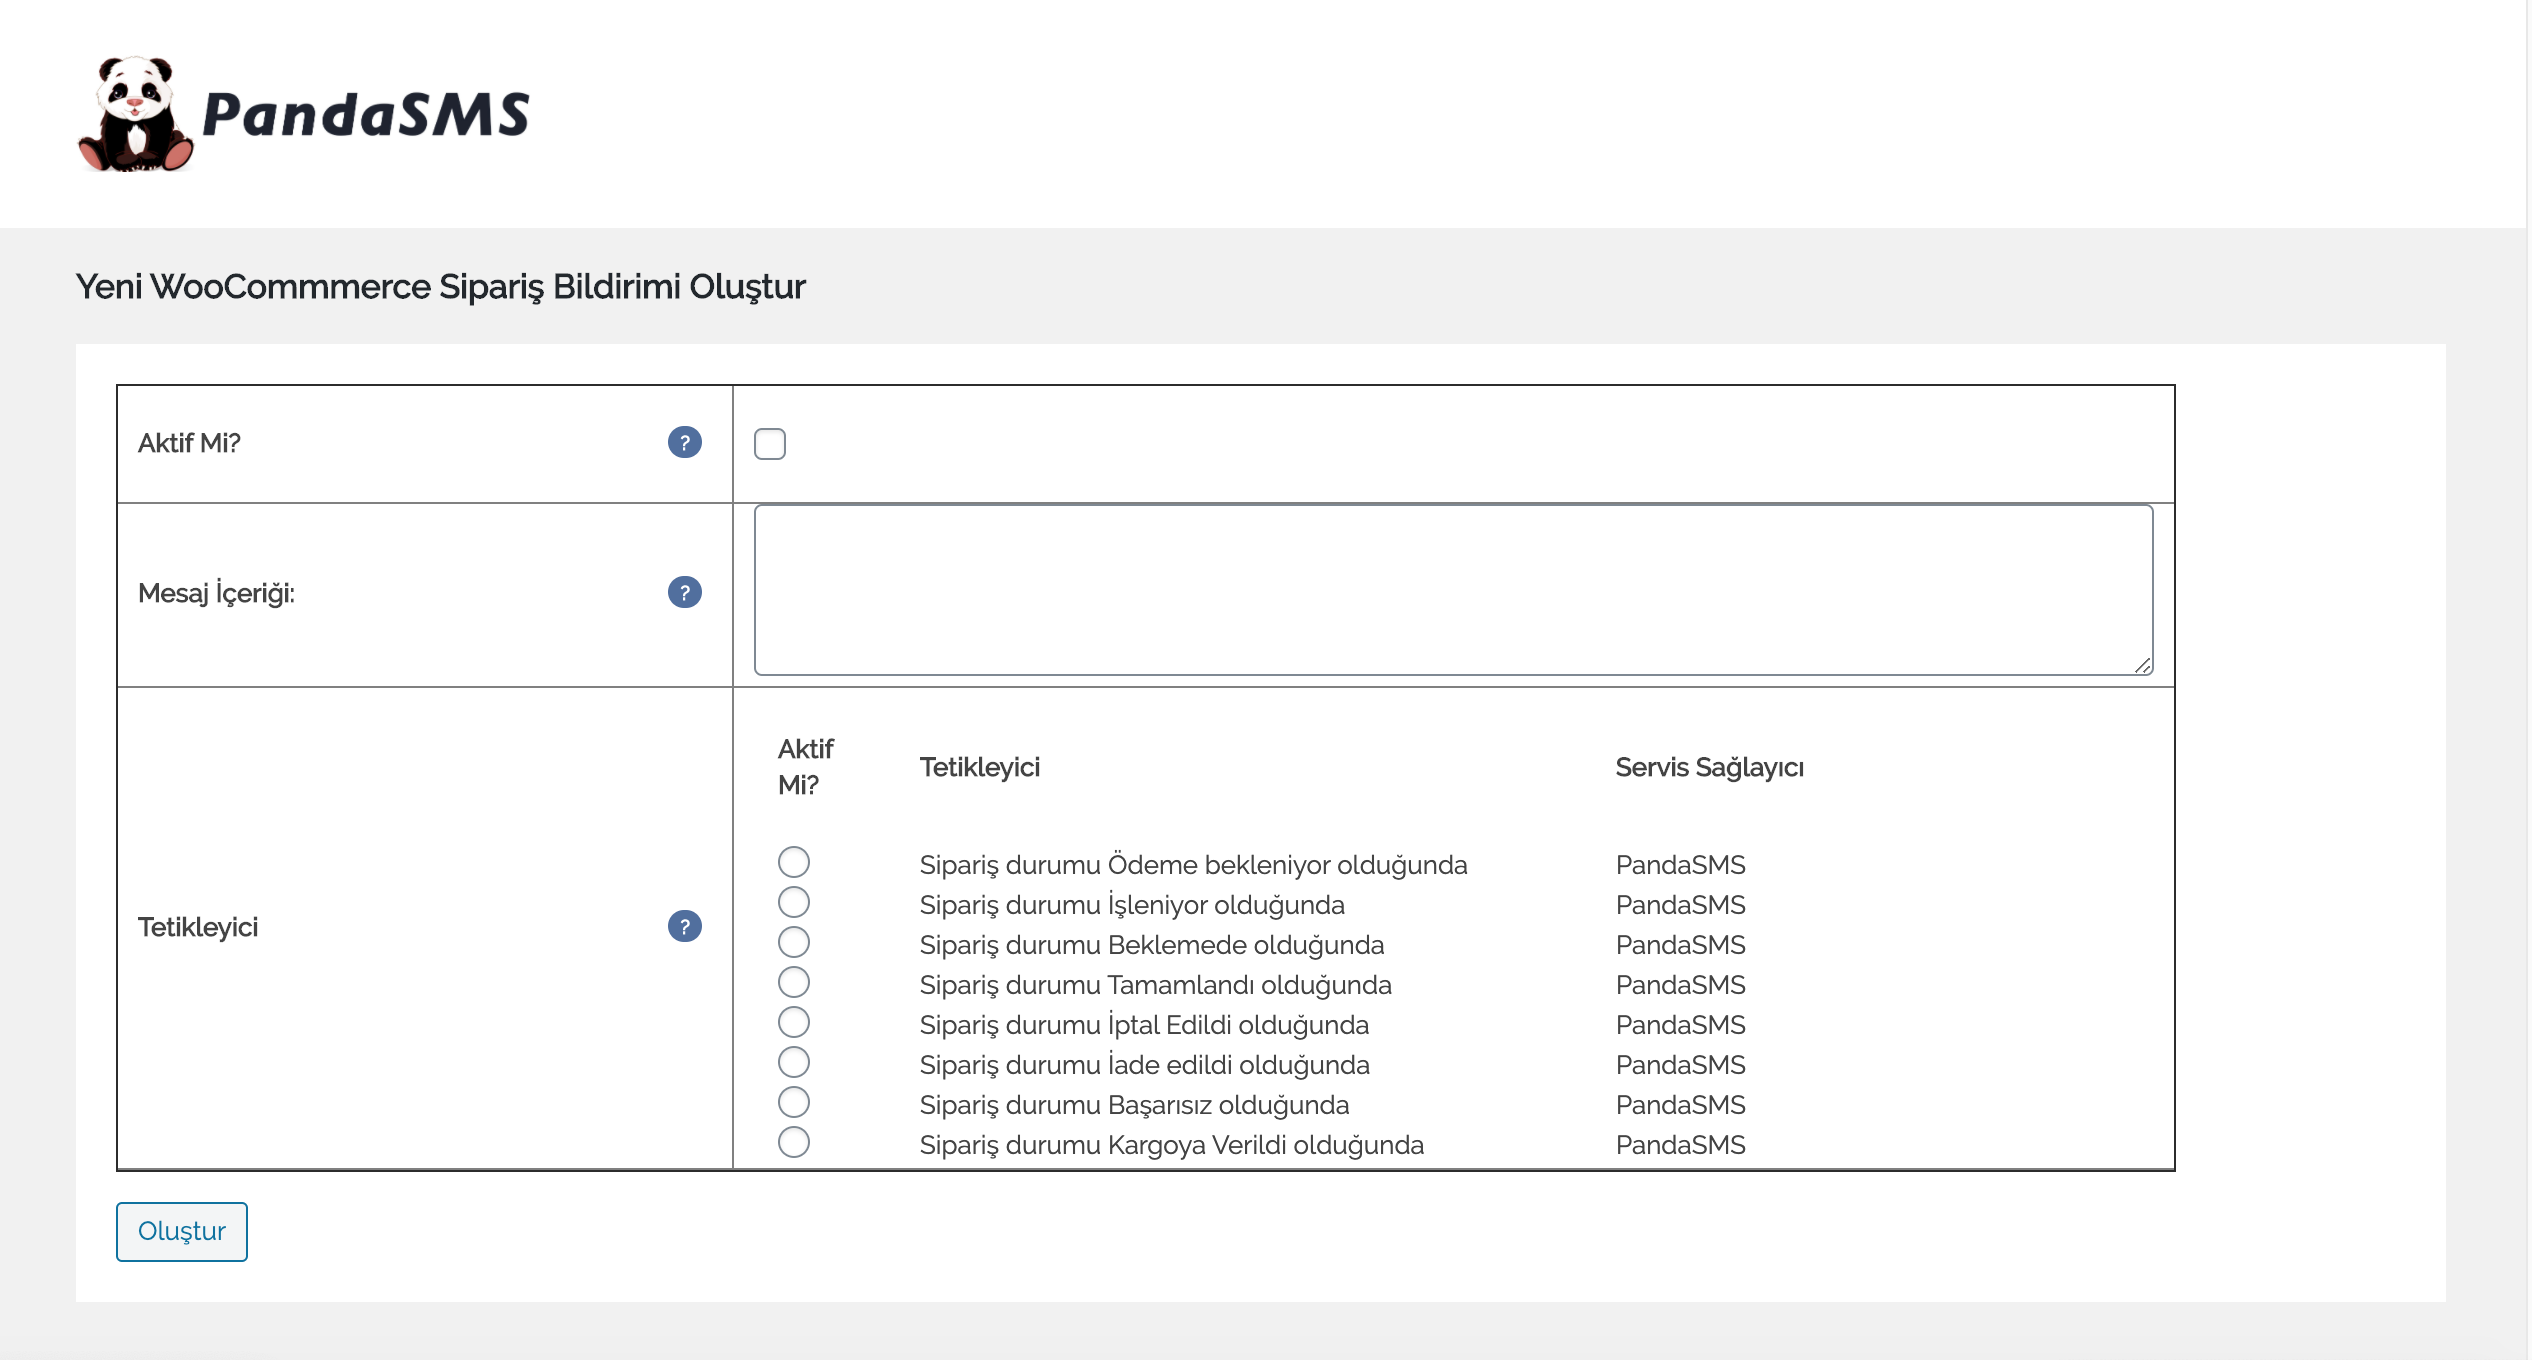 PandaSMS
Yeni WooCommmerce Sipariş Bildirimi Oluştur
Aktif Mi? ?
Mesaj İçeriği: ?
Tetikleyici ?
Aktif Mi? Tetikleyici Servis Sağlayıcı
Sipariş durumu Ödeme bekleniyor olduğunda PandaSMS
Sipariş durumu İşleniyor olduğunda PandaSMS
Sipariş durumu Beklemede olduğunda PandaSMS
Sipariş durumu Tamamlandı olduğunda PandaSMS
Sipariş durumu İptal Edildi olduğunda PandaSMS
Sipariş durumu İade edildi olduğunda PandaSMS
Sipariş durumu Başarısız olduğunda PandaSMS
Sipariş durumu Kargoya Verildi olduğunda PandaSMS
Oluştur